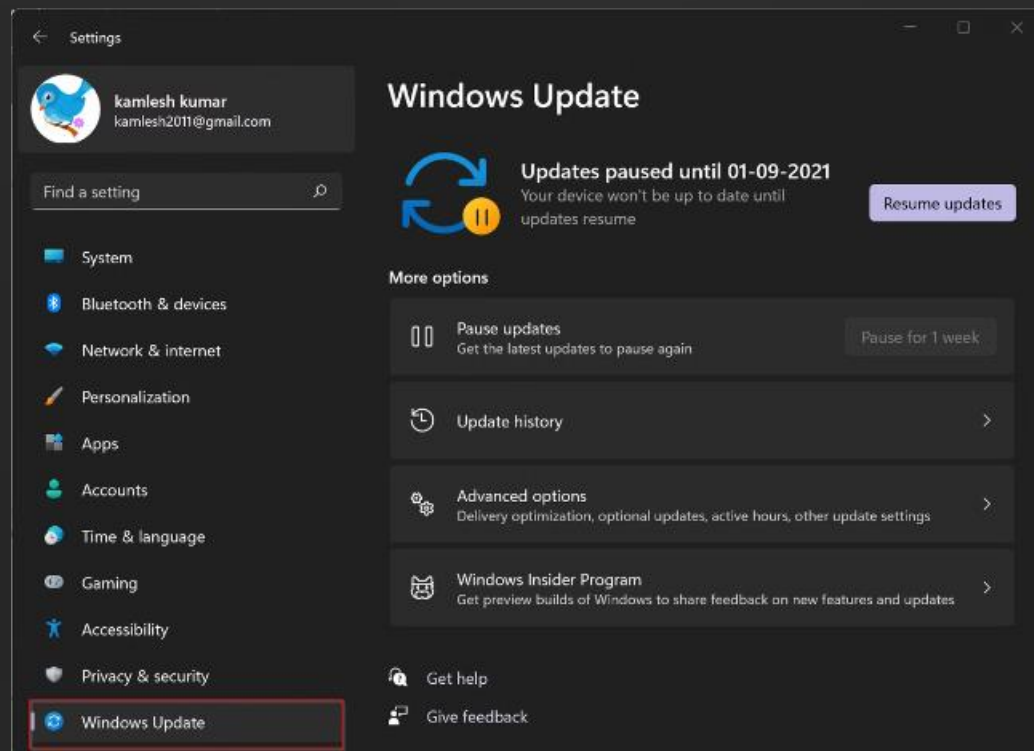 Settings
kamlesh kumar
kamlesh2011@gmail.com
Find a setting
System
Bluetooth & devices
Network & internet
Personalization
Apps
Accounts
Time & language
Gaming
Accessibility
Privacy & security
Windows Update
Windows Update
Updates paused until 01-09-2021
Your device won't be up to date until
updates resume
Resume updates
More options
Pause updates
Get the latest updates to pause again
Pause for 1 week
Update history
Advanced options
Delivery optimization, optional updates, active hours, other update settings
Windows Insider Program
Get preview builds of Windows to share feedback on new features and updates
Get help
Give feedback